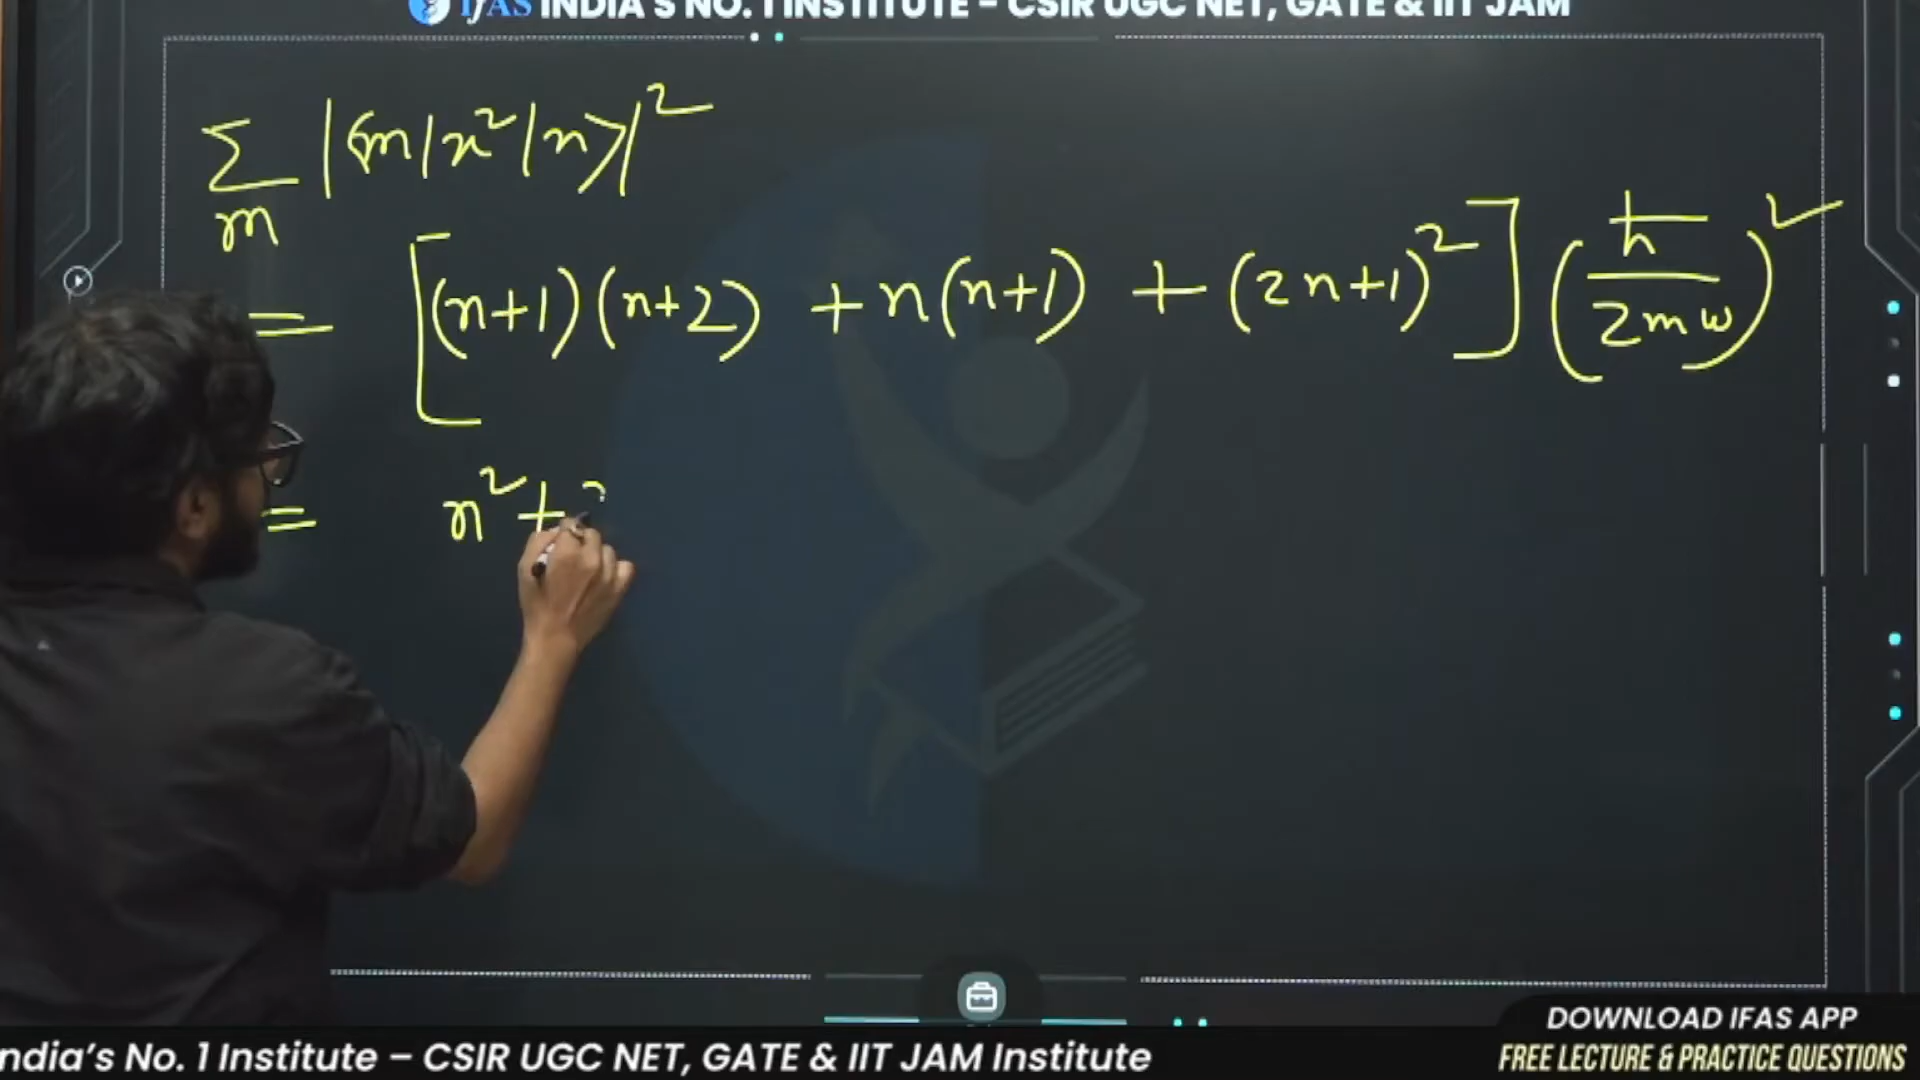 IFAS INDIA'S NO. 1 INSTITUTE – CSIR UGC NET, GATE & IIT JAM
∑ |⟨m|x²|n⟩|²
m
= [(n+1)(n+2) + n(n+1) + (2n+1)²] (ħ/2mω)²
= n² +
DOWNLOAD IFAS APP
ndia's No. 1 Institute – CSIR UGC NET, GATE & IIT JAM Institute
FREE LECTURE & PRACTICE QUESTIONS